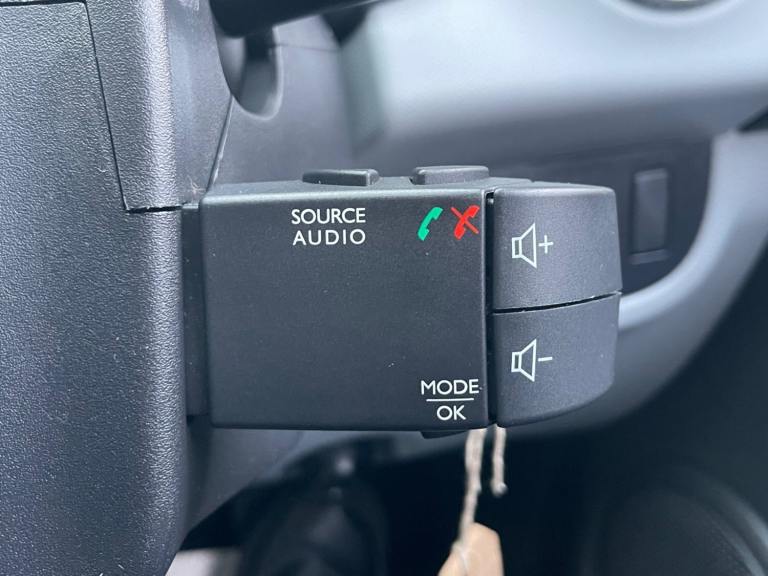 SOURCE
AUDIO
+
-
MODE
OK